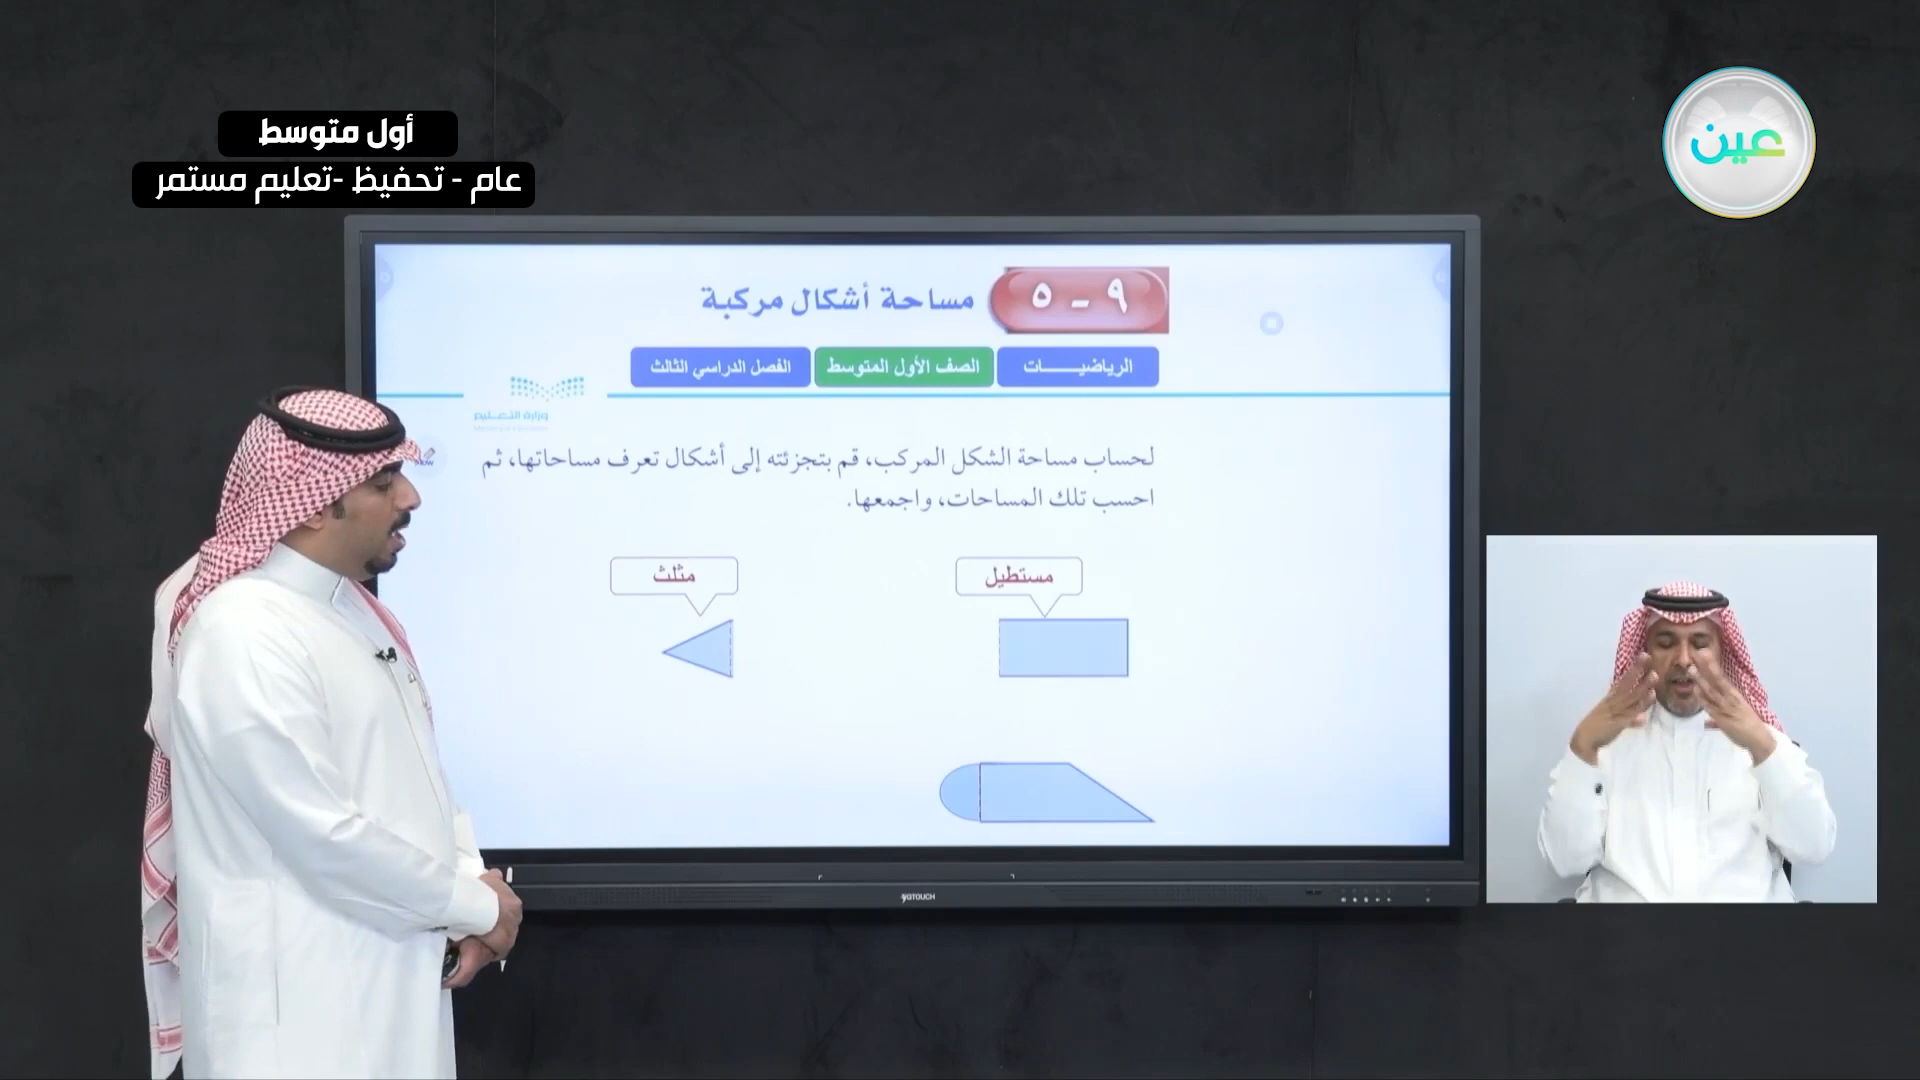 أول متوسط
عام - تحفيظ -تعليم مستمر
عين
٩ - ٥ مساحة أشكال مركبة
الرياضيـــــات
الصف الأول المتوسط
الفصل الدراسي الثالث
وزارة التعليم
لحساب مساحة الشكل المركب، قم بتجزئته إلى أشكال تعرف مساحاتها، ثم
احسب تلك المساحات، واجمعها.
مستطيل
مثلث